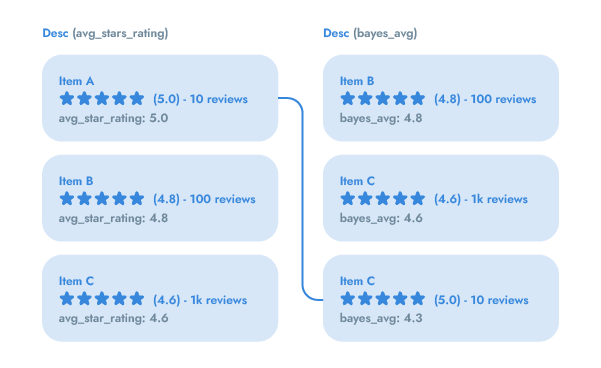 Desc (avg_stars_rating)
Item A
(5.0) - 10 reviews
avg_star_rating: 5.0
Item B
(4.8) - 100 reviews
avg_star_rating: 4.8
Item C
(4.6) - 1k reviews
avg_star_rating: 4.6
Desc (bayes_avg)
Item B
(4.8) - 100 reviews
bayes_avg: 4.8
Item C
(4.6) - 1k reviews
bayes_avg: 4.6
Item C
(5.0) - 10 reviews
bayes_avg: 4.3